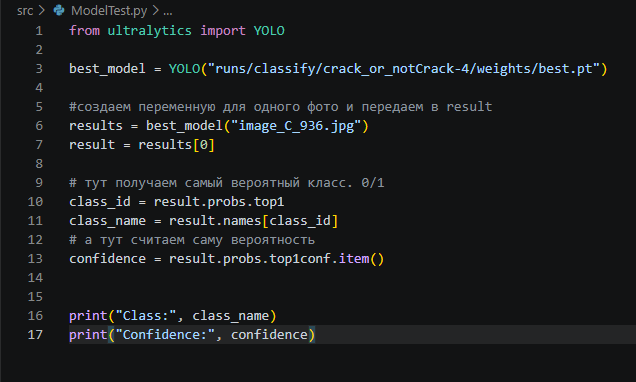 src > ModelTest.py > ...
1 from ultralytics import YOLO
2
3 best_model = YOLO("runs/classify/crack_or_notCrack-4/weights/best.pt")
4
5 #создаем переменную для одного фото и передаем в result
6 results = best_model("image_C_936.jpg")
7 result = results[0]
8
9 # тут получаем самый вероятный класс. 0/1
10 class_id = result.probs.top1
11 class_name = result.names[class_id]
12 # а тут считаем саму вероятность
13 confidence = result.probs.top1conf.item()
14
15
16 print("Class:", class_name)
17 print("Confidence:", confidence)